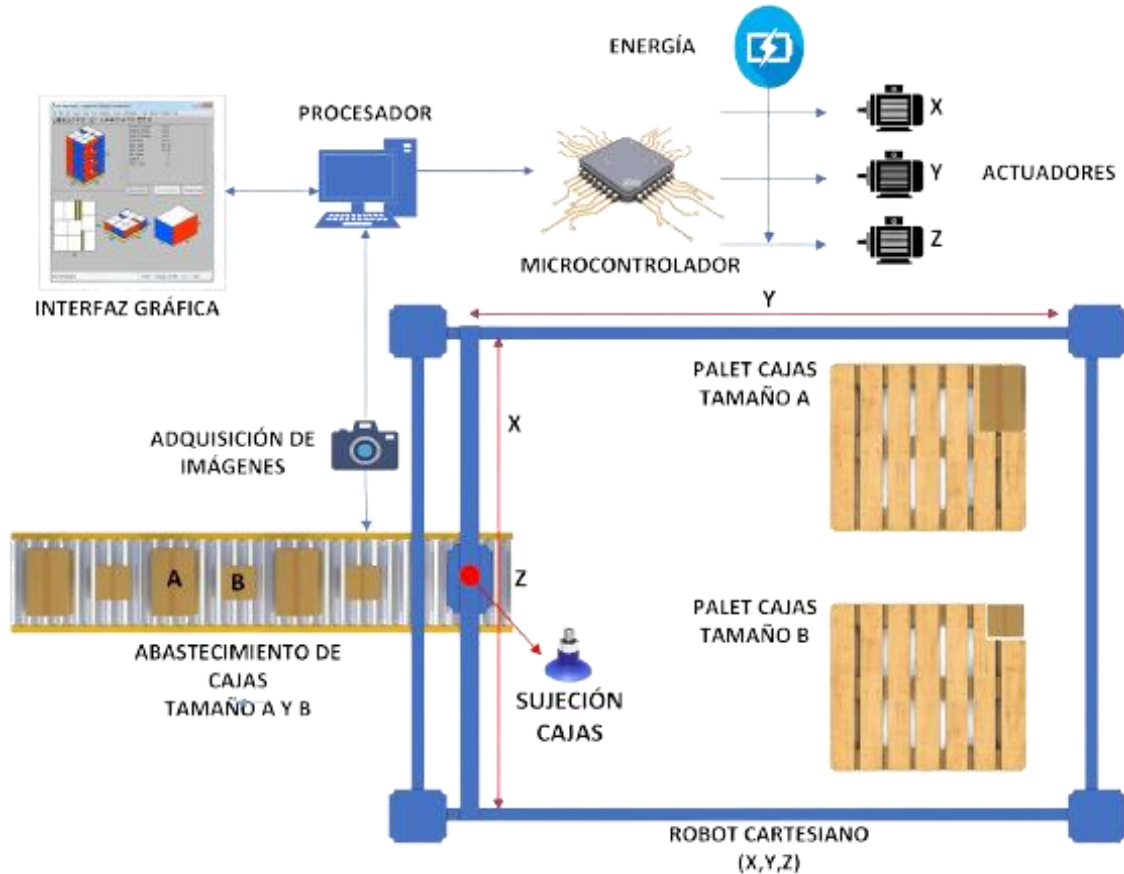 ENERGÍA
PROCESADOR
X
Y
ACTUADORES
Z
MICROCONTROLADOR
INTERFAZ GRÁFICA
Y
PALET CAJAS
TAMAÑO A
X
ADQUISICIÓN DE
IMÁGENES
A
B
Z
PALET CAJAS
TAMAÑO B
ABASTECIMIENTO DE
CAJAS
TAMAÑO A Y B
SUJECIÓN
CAJAS
ROBOT CARTESIANO
(X,Y,Z)